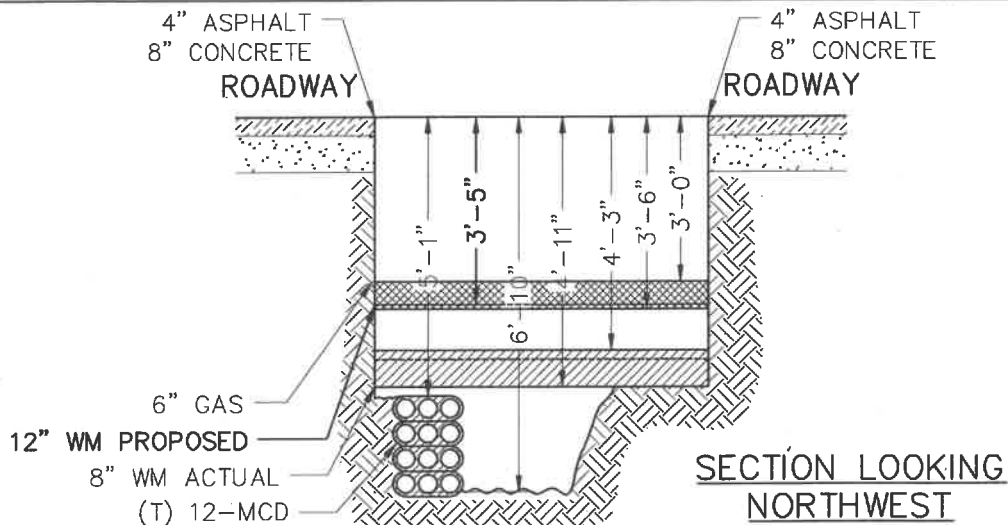 4" ASPHALT
8" CONCRETE
ROADWAY
4" ASPHALT
8" CONCRETE
ROADWAY
5'-1"
3'-5"
6'-10"
4'-11"
4'-3"
3'-6"
3'-0"
6" GAS
12" WM PROPOSED
8" WM ACTUAL
(T) 12-MCD
SECTION LOOKING
NORTHWEST